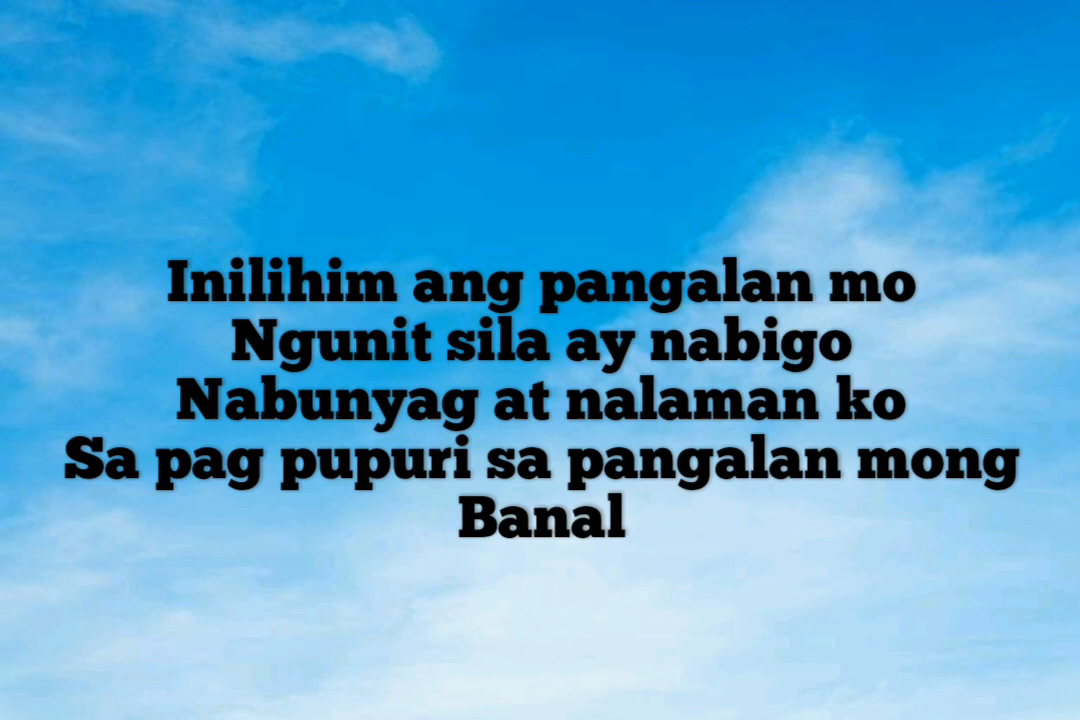 Inilihim ang pangalan mo
Ngunit sila ay nabigo
Nabunyag at nalaman ko
Sa pag pupuri sa pangalan mong
Banal